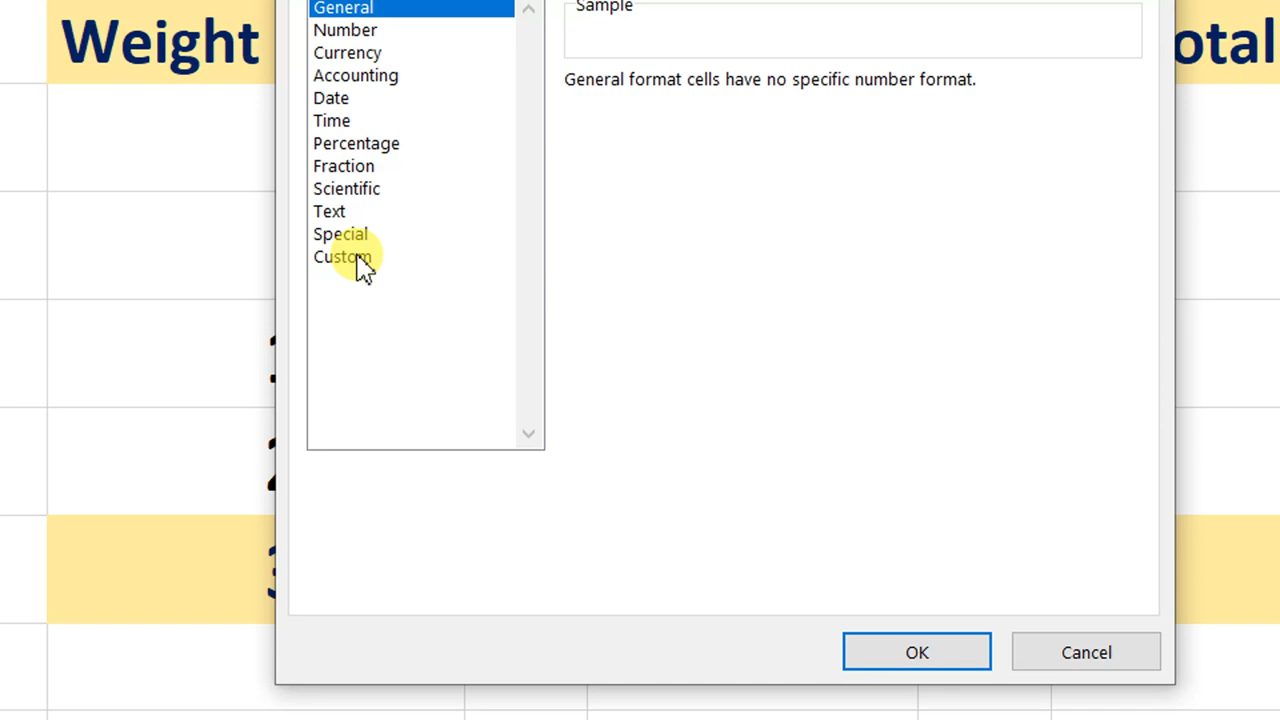 Weight
otal
General
Number
Currency
Accounting
Date
Time
Percentage
Fraction
Scientific
Text
Special
Custom
Sample
General format cells have no specific number format.
OK
Cancel